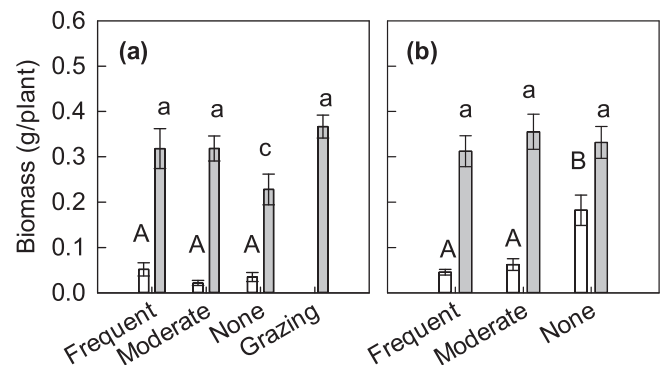 0.6
0.5
0.4
0.3
0.2
0.1
0.0
Biomass (g/plant)
(a)
a
a
c
a
A
A
A
Frequent
Moderate
None
Grazing
(b)
a
a
a
A
A
B
Frequent
Moderate
None